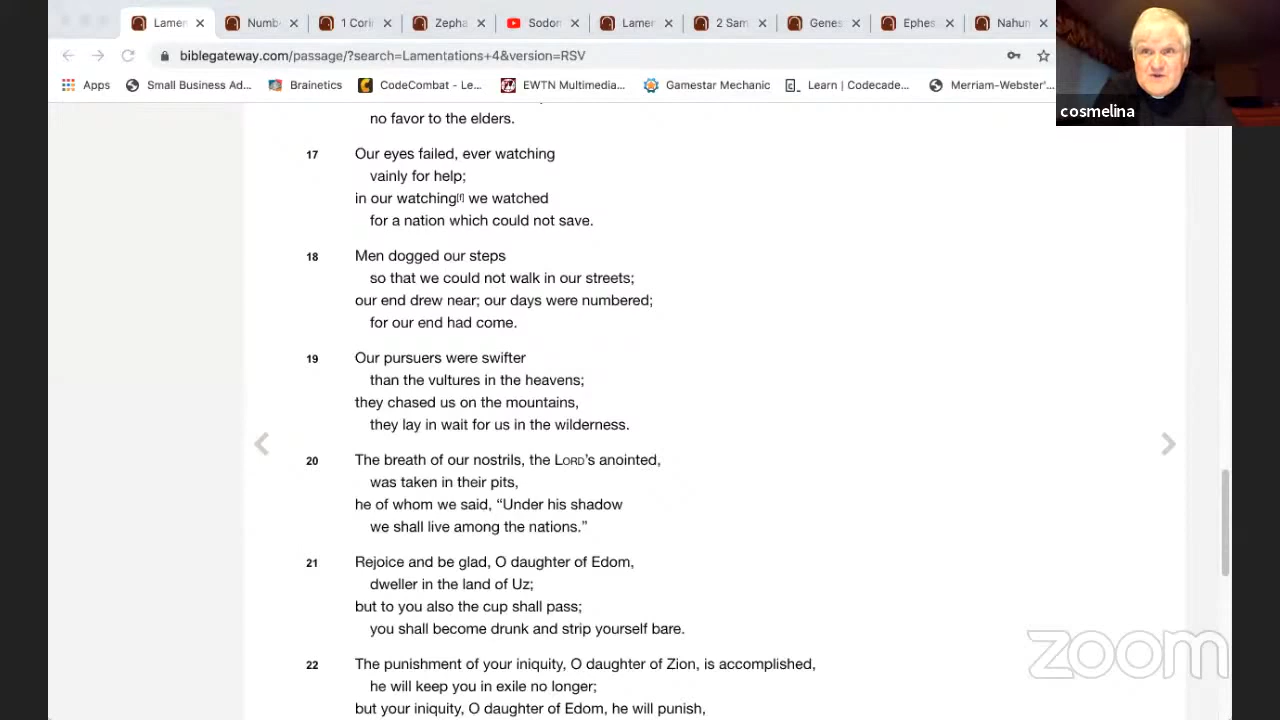 Lamen
Numb
1 Cori
Zepha
Sodom
Lamer
2 Sam
Genes
Ephes
Nahum
biblegateway.com/passage/?search=Lamentations+4&version=RSV
Apps
Small Business Ad...
Brainetics
CodeCombat - Le...
EWTN Multimedia...
Gamestar Mechanic
Learn | Codecade...
Merriam-Webster'...
cosmelina
no favor to the elders.
17 Our eyes failed, ever watching
vainly for help;
in our watching[f] we watched
for a nation which could not save.
18 Men dogged our steps
so that we could not walk in our streets;
our end drew near; our days were numbered;
for our end had come.
19 Our pursuers were swifter
than the vultures in the heavens;
they chased us on the mountains,
they lay in wait for us in the wilderness.
20 The breath of our nostrils, the LORD's anointed,
was taken in their pits,
he of whom we said, “Under his shadow
we shall live among the nations.”
21 Rejoice and be glad, O daughter of Edom,
dweller in the land of Uz;
but to you also the cup shall pass;
you shall become drunk and strip yourself bare.
22 The punishment of your iniquity, O daughter of Zion, is accomplished,
he will keep you in exile no longer;
but your iniquity, O daughter of Edom, he will punish,
zoom